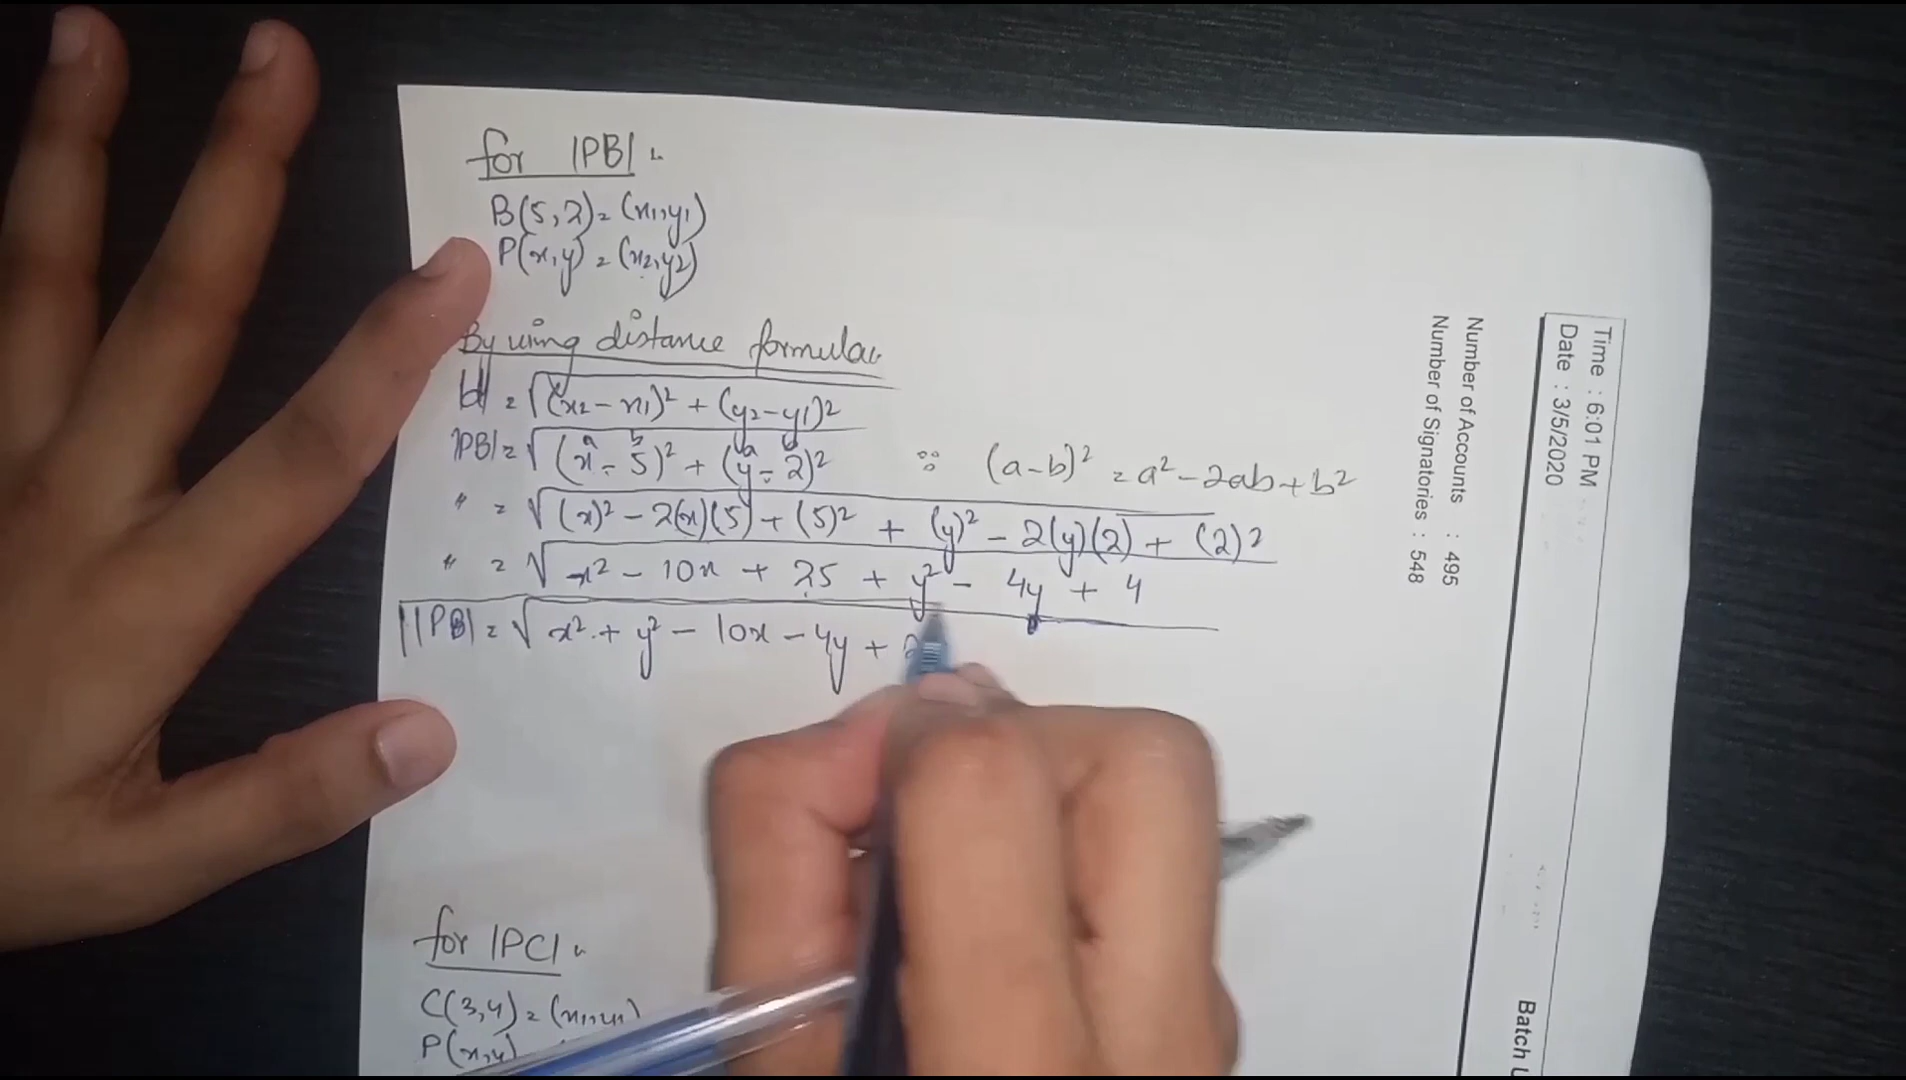 for |PB|
B(5,2) = (x1,y1)
P(x,y) = (x2,y2)
By using distance formula
d = √(x2-x1)² + (y2-y1)²
|PB| = √(x-5)² + (y-2)² ∵ (a-b)² = a²-2ab+b²
a b a b
" = √(x)² - 2(x)(5) + (5)² + (y)² - 2(y)(2) + (2)²
" = √x² - 10x + 25 + y² - 4y + 4
|PB| = √x² + y² - 10x - 4y + 2
for |PC|
C(3,4) = (x1,y1)
P(x,y)
Time : 6:01 PM
Date : 3/5/2020
Number of Accounts : 495
Number of Signatories : 548
Batch